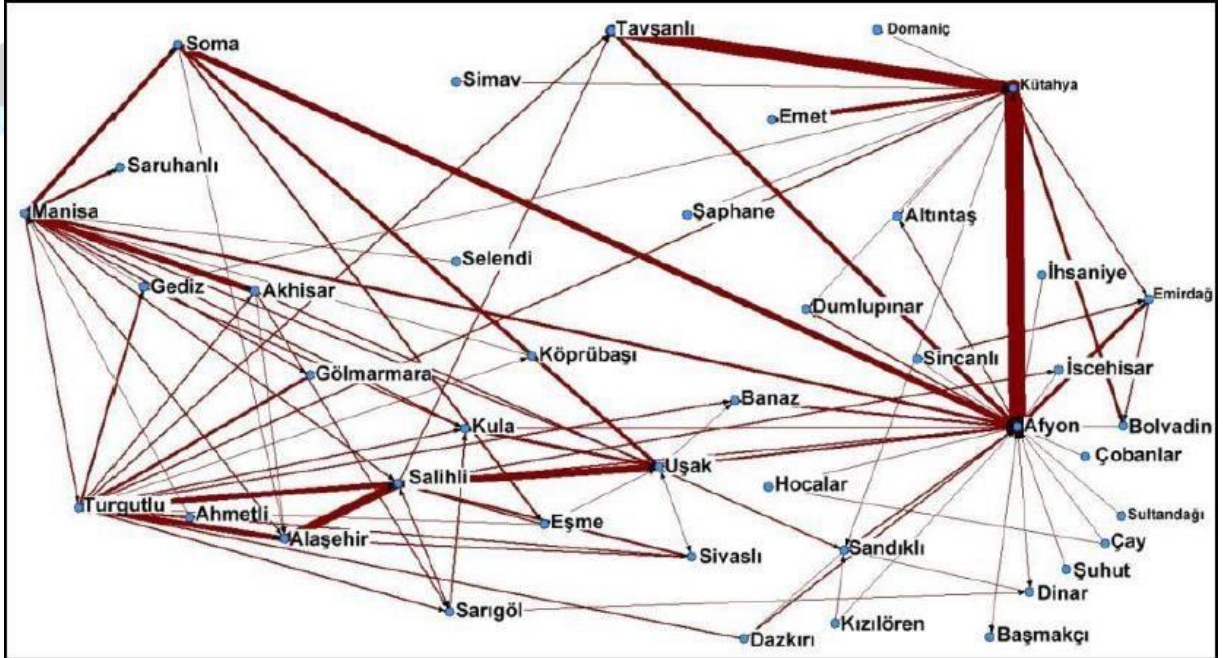 Tavşanlı
Domaniç
Soma
Simav
Kütahya
Emet
Saruhanlı
Manisa
Şaphane
Altıntaş
Selendi
İhsaniye
Gediz
Akhisar
Emirdağ
Dumlupınar
Köprübaşı
Sincanlı
İscehisar
Gölmarmara
Banaz
Kula
Afyon
Bolvadin
Çobanlar
Uşak
Salihli
Hocalar
Turgutlu
Ahmetli
Eşme
Sultandağı
Alaşehir
Çay
Sandıklı
Sivaslı
Şuhut
Dinar
Sarıgöl
Kızılören
Dazkırı
Başmakçı